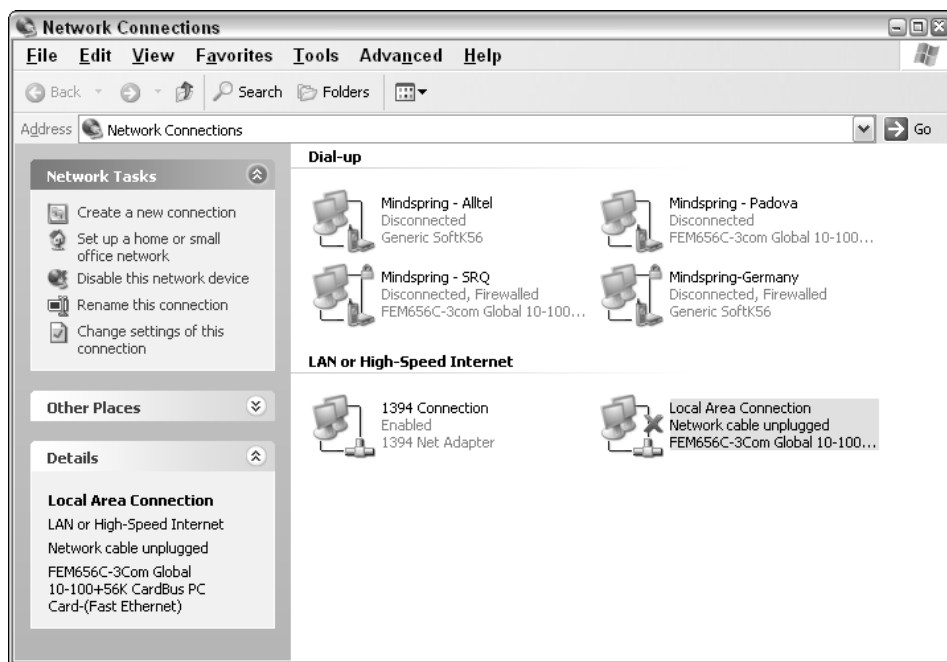 Network Connections
File Edit View Favorites Tools Advanced Help
Back Search Folders
Address Network Connections Go
Network Tasks
Create a new connection
Set up a home or small
office network
Disable this network device
Rename this connection
Change settings of this
connection
Other Places
Details
Local Area Connection
LAN or High-Speed Internet
Network cable unplugged
FEM656C-3Com Global
10-100+56K CardBus PC
Card-(Fast Ethernet)
Dial-up
Mindspring - Alltel
Disconnected
Generic SoftK56
Mindspring - Padova
Disconnected
FEM656C-3com Global 10-100...
Mindspring - SRQ
Disconnected, Firewalled
FEM656C-3com Global 10-100...
Mindspring-Germany
Disconnected, Firewalled
Generic SoftK56
LAN or High-Speed Internet
1394 Connection
Enabled
1394 Net Adapter
Local Area Connection
Network cable unplugged
FEM656C-3Com Global 10-100...